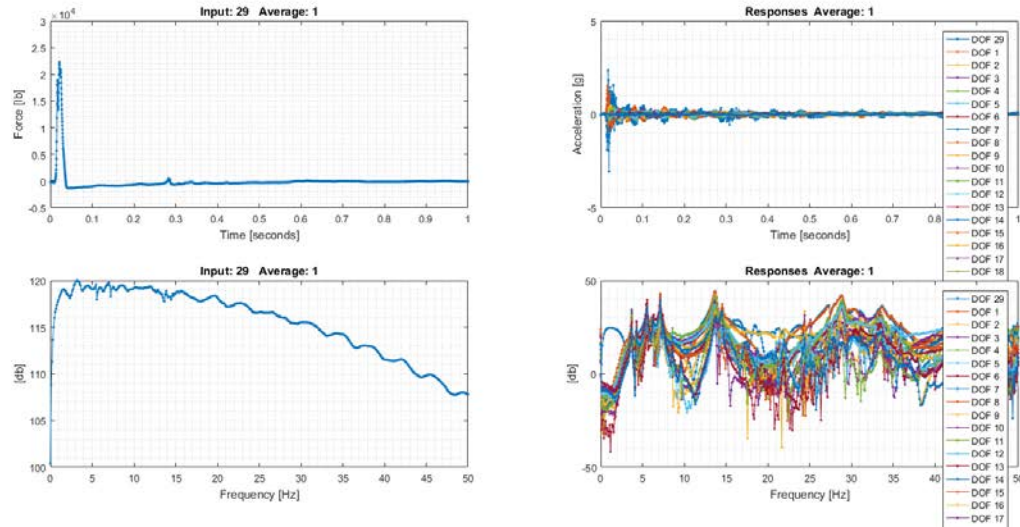 Input: 29 Average: 1
×10⁴
3
2.5
2
1.5
1
0.5
0
-0.5
Force [lb]
0 0.1 0.2 0.3 0.4 0.5 0.6 0.7 0.8 0.9 1
Time [seconds]
Responses Average: 1
5
0
-5
Acceleration [g]
0 0.1 0.2 0.3 0.4 0.5 0.6 0.7 0.8 1
Time [seconds]
DOF 29
DOF 1
DOF 2
DOF 3
DOF 4
DOF 5
DOF 6
DOF 7
DOF 8
DOF 9
DOF 10
DOF 11
DOF 12
DOF 13
DOF 14
DOF 15
DOF 16
DOF 17
DOF 18
Input: 29 Average: 1
120
115
110
105
100
[db]
0 5 10 15 20 25 30 35 40 45 50
Frequency [Hz]
Responses Average: 1
50
0
-50
[db]
0 5 10 15 20 25 30 35 40 50
Frequency [Hz]
DOF 29
DOF 1
DOF 2
DOF 3
DOF 4
DOF 5
DOF 6
DOF 7
DOF 8
DOF 9
DOF 10
DOF 11
DOF 12
DOF 13
DOF 14
DOF 15
DOF 16
DOF 17